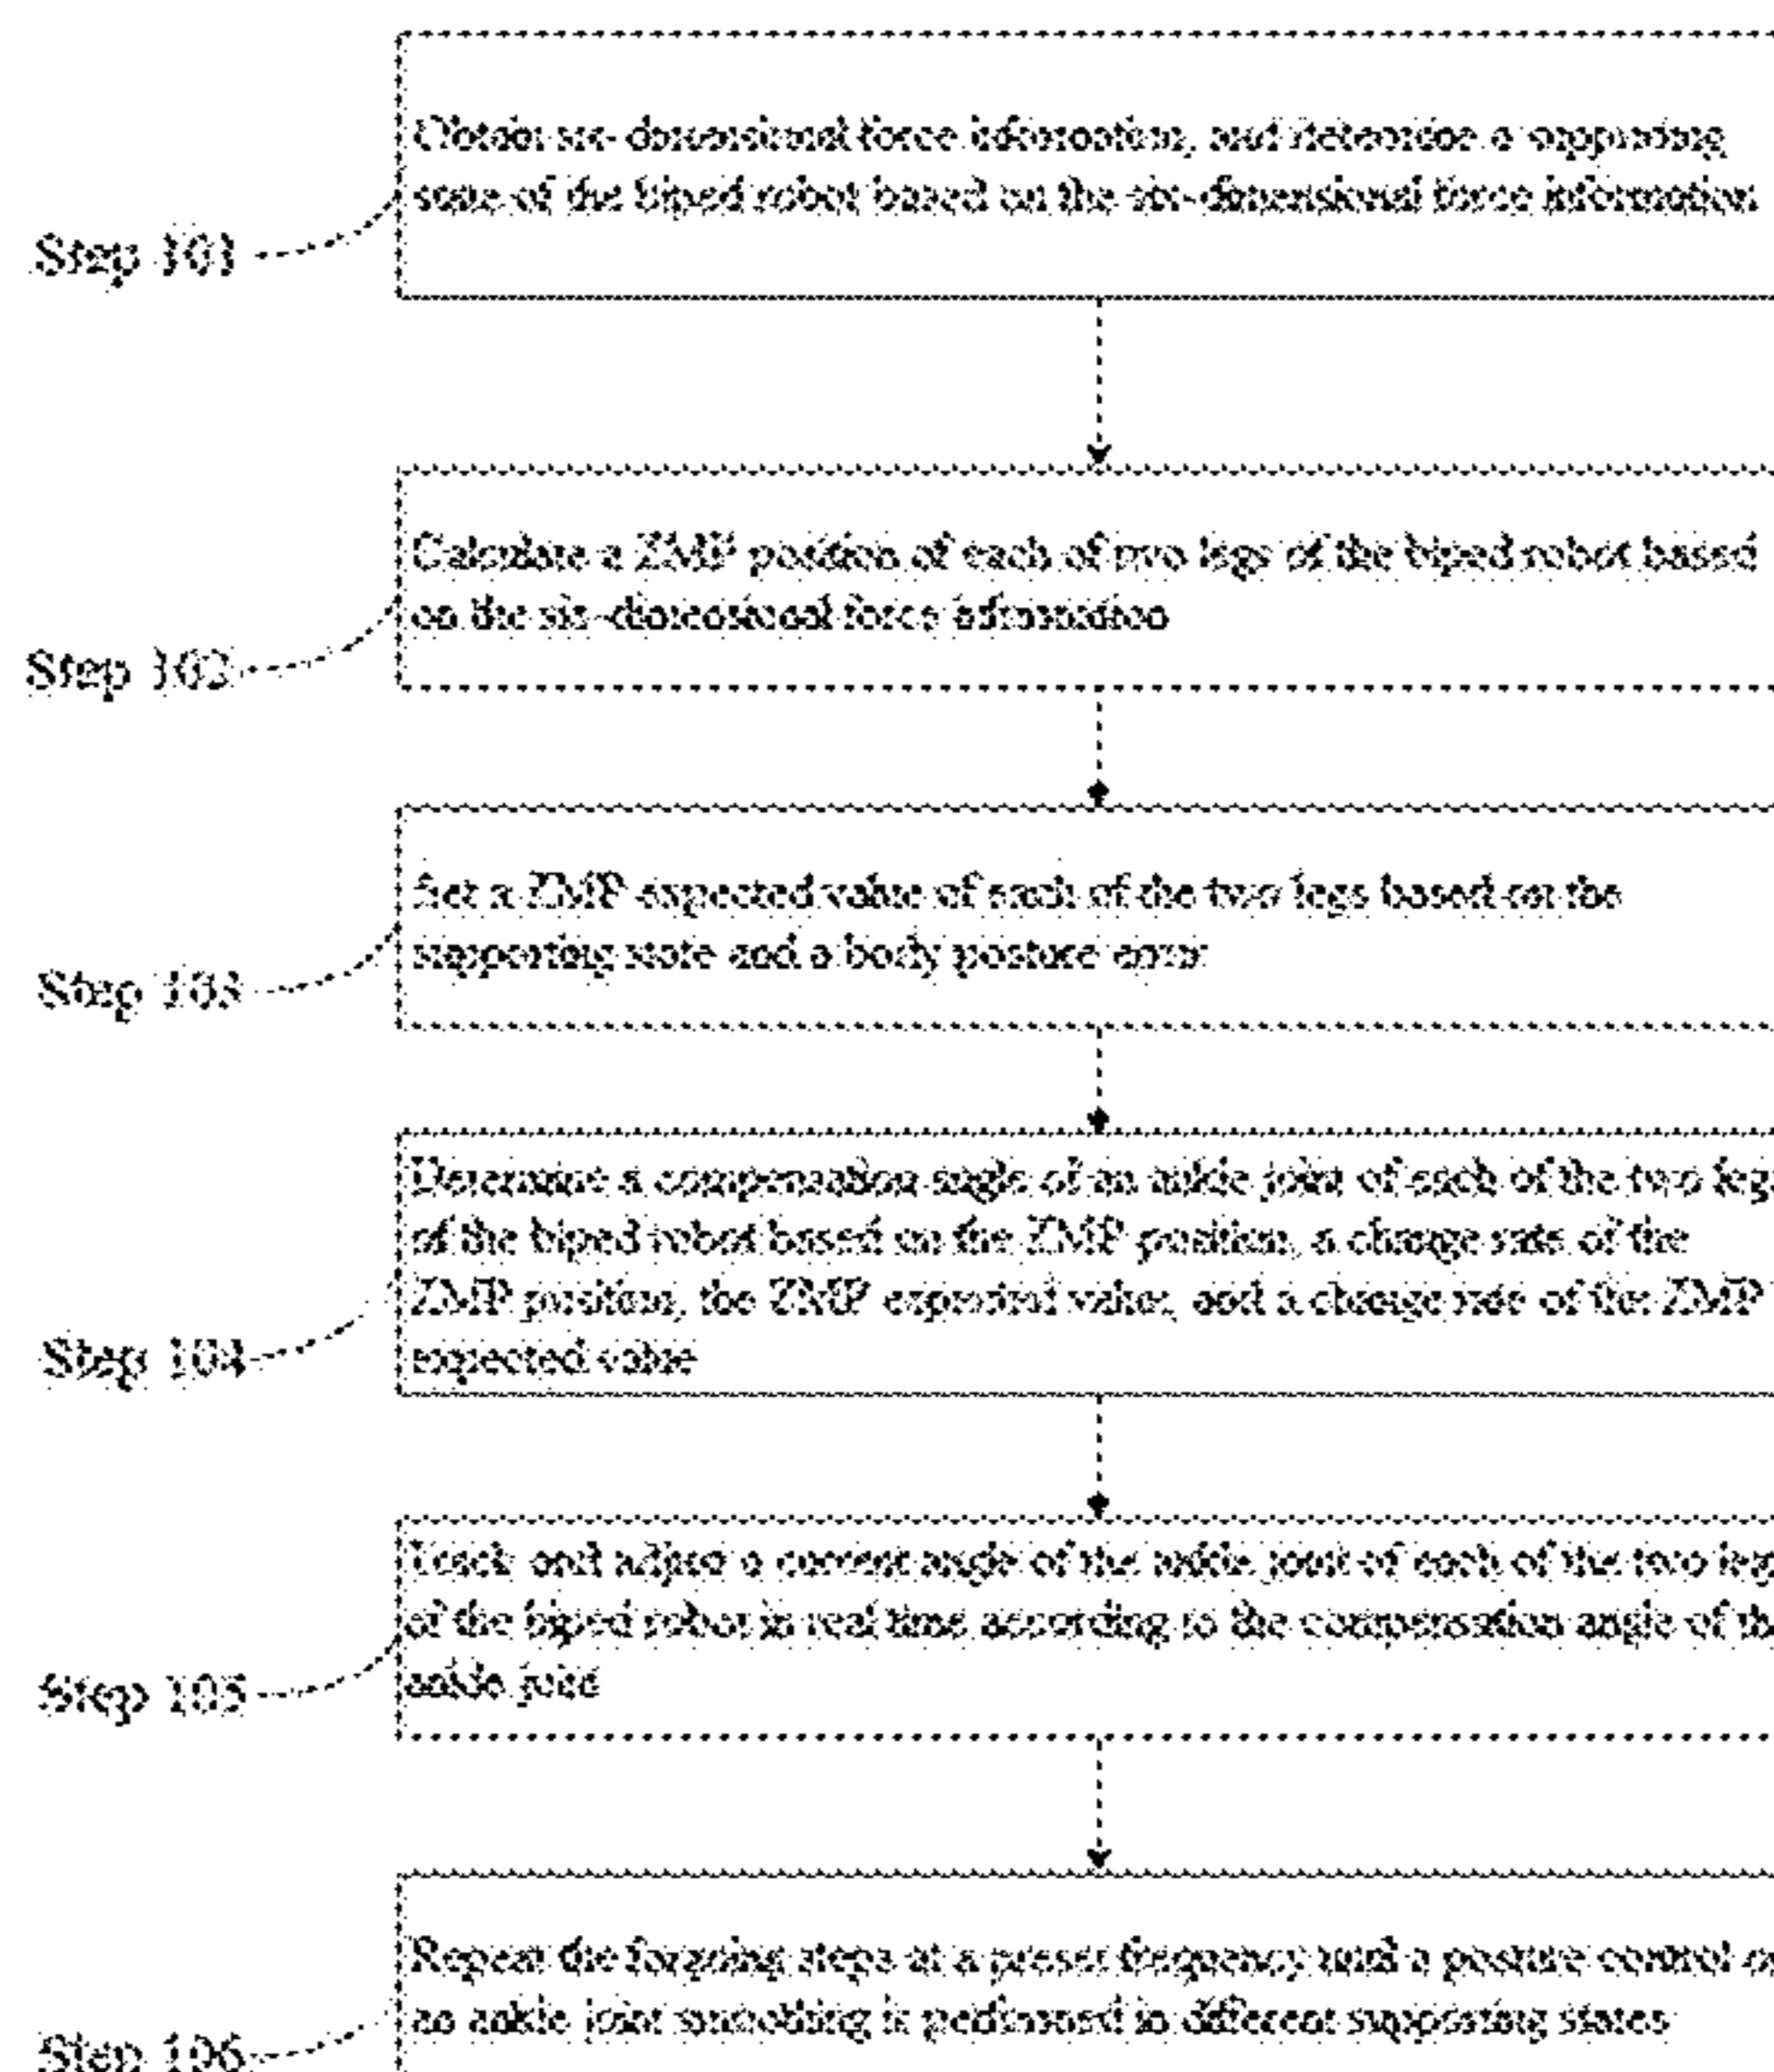 Obtain six-dimensional force information, and determine a supporting
state of the biped robot based on the six-dimensional force information
Step 101
Calculate a ZMP position of each of two legs of the biped robot based
on the six-dimensional force information
Step 102
Set a ZMP expected value of each of the two legs based on the
supporting state and a body posture error
Step 103
Determine a compensation angle of an ankle joint of each of the two legs
of the biped robot based on the ZMP position, a change rate of the
ZMP position, the ZMP expected value, and a change rate of the ZMP
expected value
Step 104
Track and adjust a current angle of the ankle joint of each of the two leg
of the biped robot in real time according to the compensation angle of th
ankle joint
Step 105
Repeat the forgoing steps at a preset frequency until a posture control o
an ankle joint smoothing is performed in different supporting states
Step 106